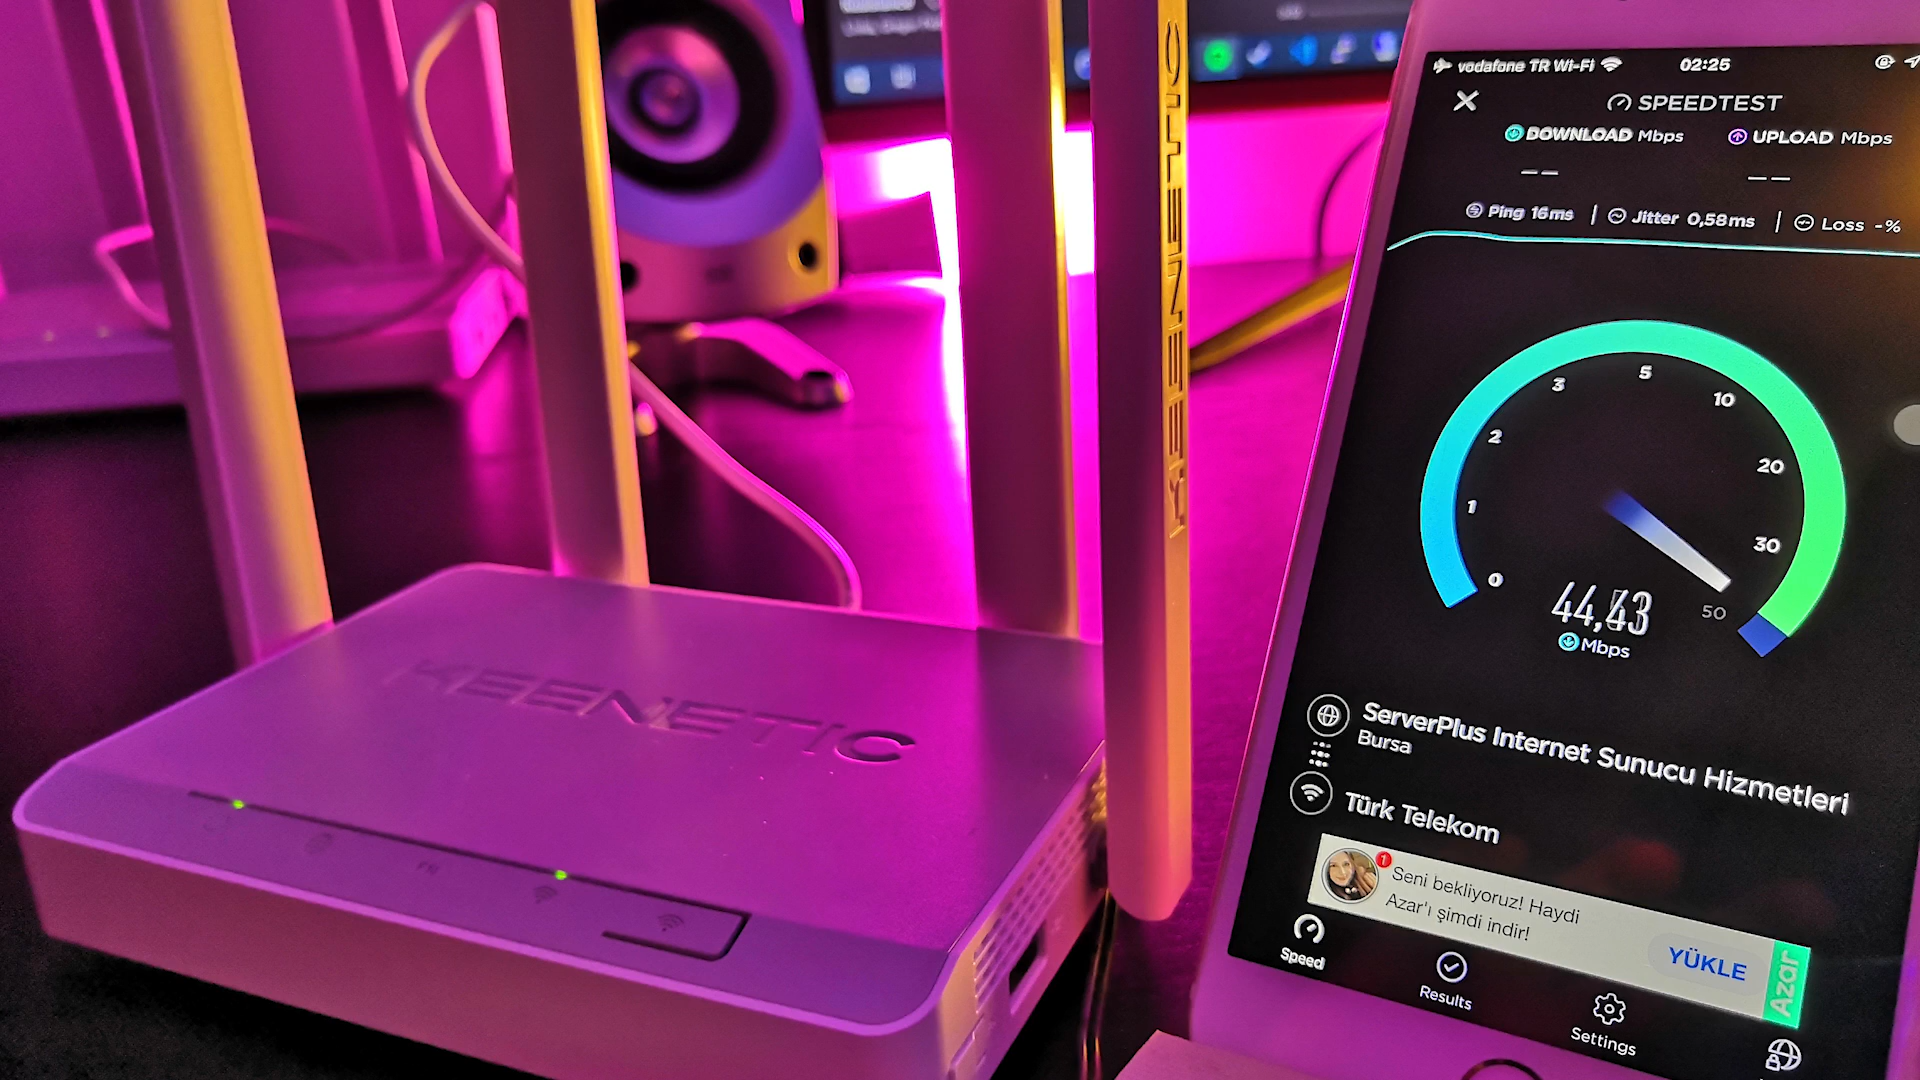 KEENETIC
KEENETIC
vodafone TR Wi-Fi 02:25
SPEEDTEST
DOWNLOAD Mbps UPLOAD Mbps
— — — —
Ping 16ms | Jitter 0,58ms | Loss -%
0
1
2
3
5
10
20
30
50
44,43
Mbps
ServerPlus Internet Sunucu Hizmetleri
Bursa
Türk Telekom
1
Seni bekliyoruz! Haydi
Azar'ı şimdi indir!
YÜKLE
Azar
Speed
Results
Settings